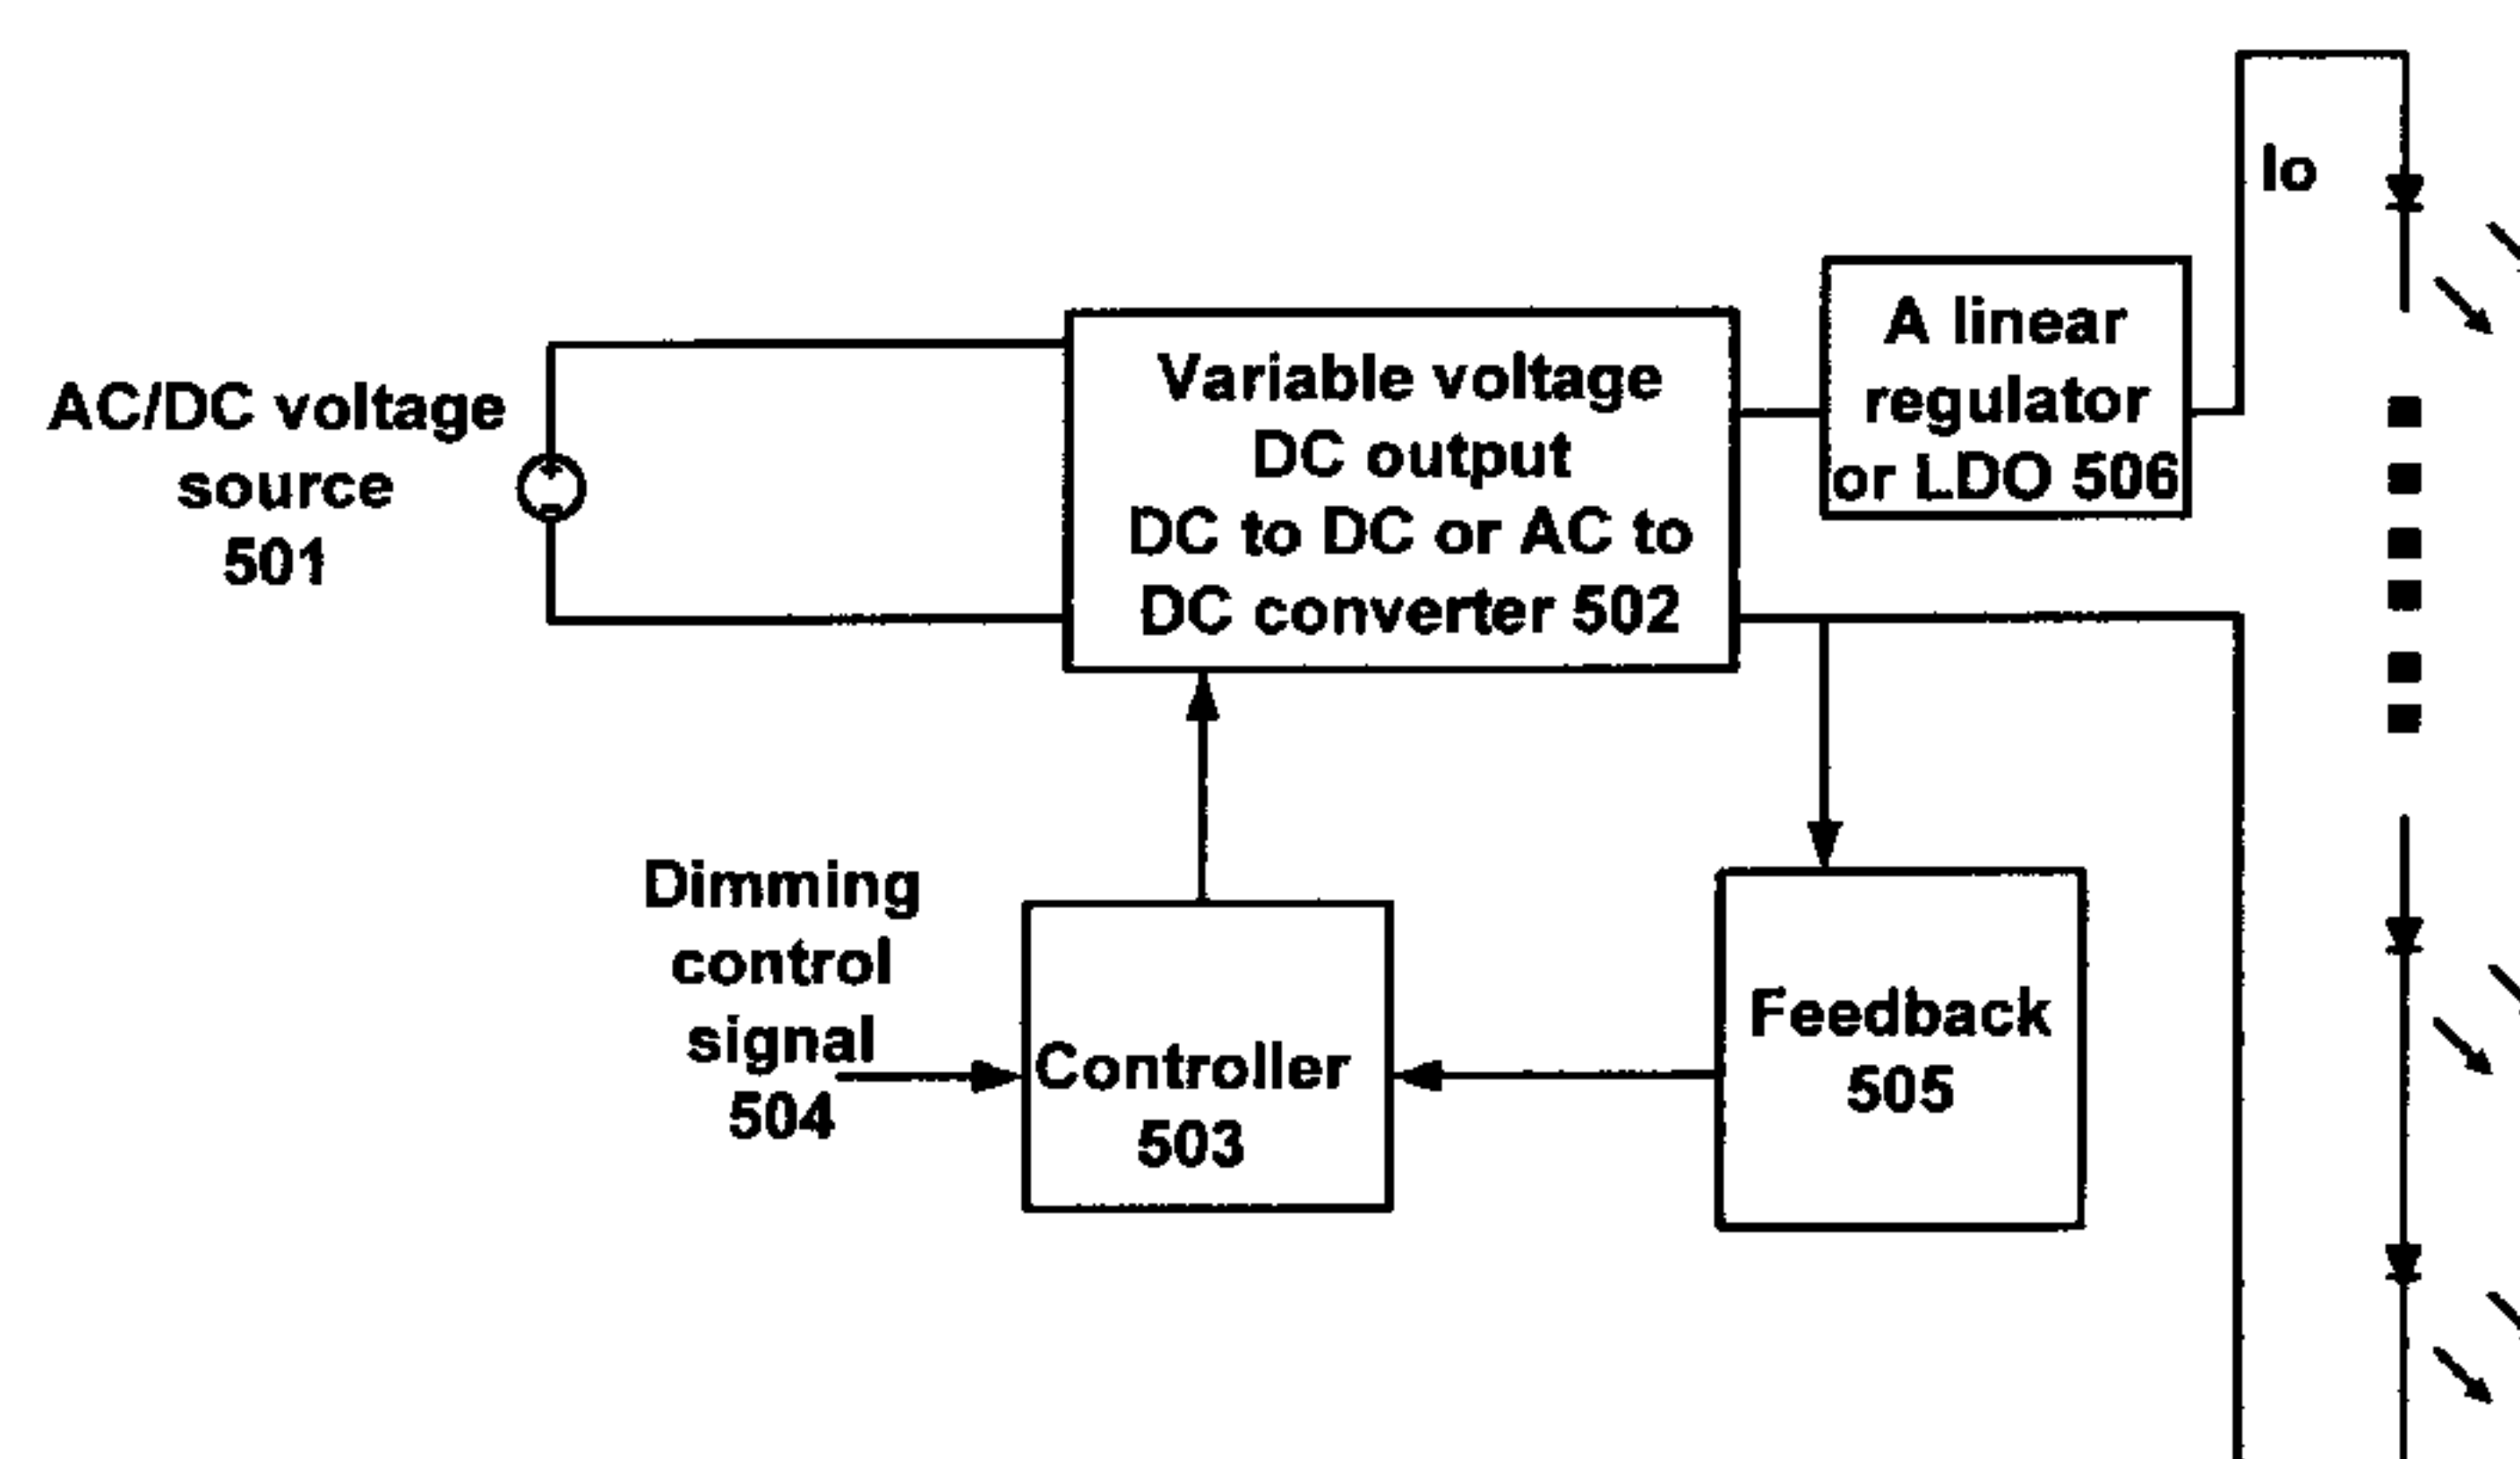 Io
A linear
regulator
or LDO 506
Variable voltage
DC output
DC to DC or AC to
DC converter 502
AC/DC voltage
source
501
Dimming
control
signal
504
Controller
503
Feedback
505